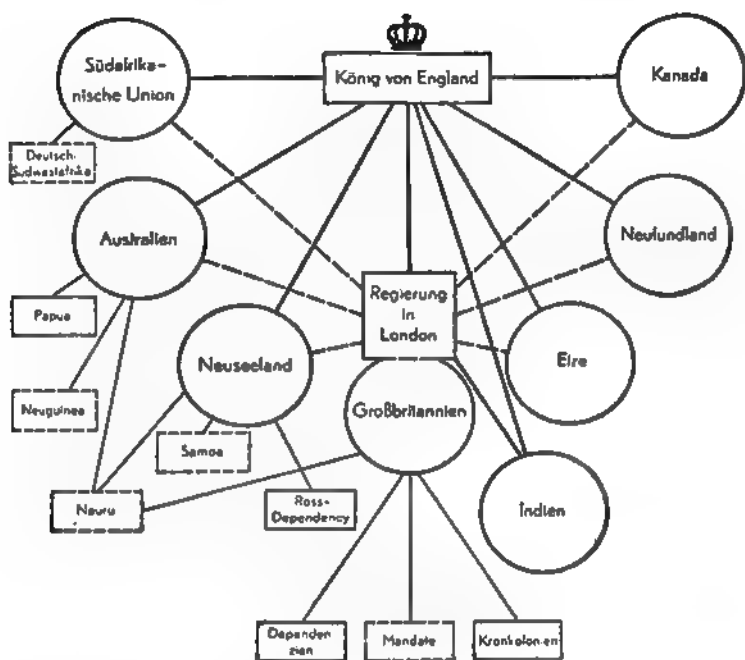 Südafrika-
nische Union
König von England
Kanada
Deutsch-
Südwestafrika
Australien
Neufundland
Regierung
in
London
Papua
Neuseeland
Eire
Neuguinea
Großbritannien
Samoa
Nauru
Ross-
Dependency
Indien
Dependen
zien
Mandate
Kronkolonien